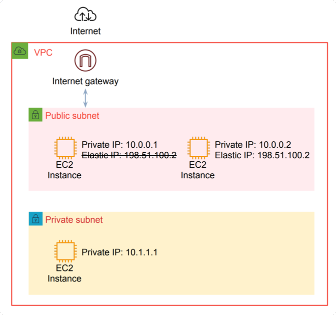 Internet
VPC
Internet gateway
Public subnet
Private IP: 10.0.0.1
Elastic IP: 198.51.100.2
EC2
Instance
Private IP: 10.0.0.2
Elastic IP: 198.51.100.2
EC2
Instance
Private subnet
Private IP: 10.1.1.1
EC2
Instance